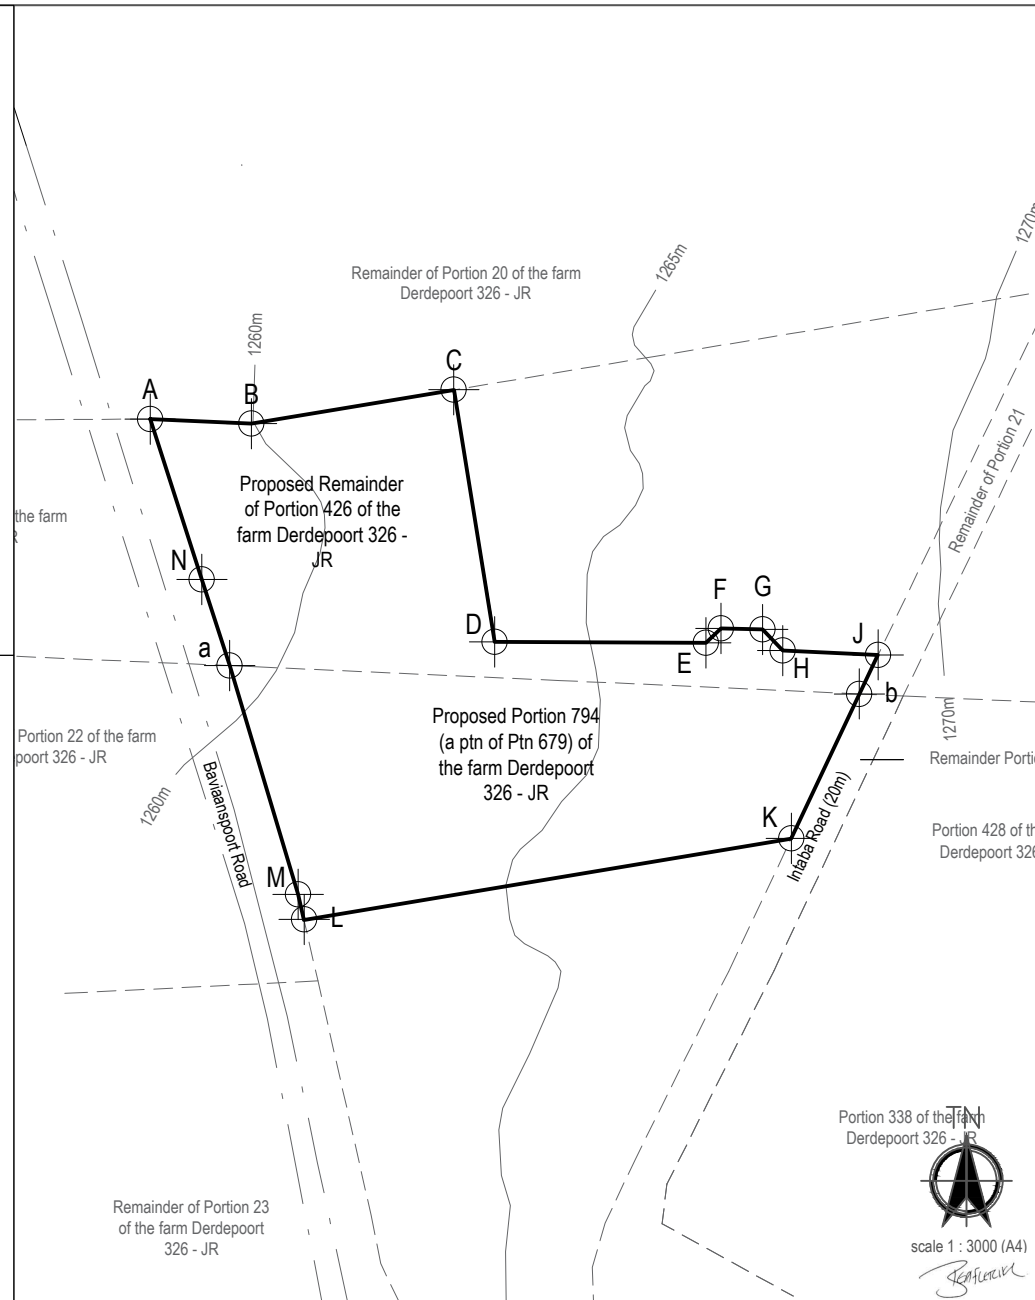 1270m
Remainder of Portion 20 of the farm
Derdepoort 326 - JR
1265m
1260m
C
A
B
Remainder of Portion 21
Proposed Remainder
of Portion 426 of the
farm Derdepoort 326 -
JR
the farm
N
F
G
D
E
H
J
a
b
Proposed Portion 794
(a ptn of Ptn 679) of
the farm Derdepoort
326 - JR
1270m
Portion 22 of the farm
poort 326 - JR
Remainder Porti
Baviaanspoort Road
1260m
Intaba Road (20m)
K
Portion 428 of th
Derdepoort 326
M
L
Portion 338 of the farm
Derdepoort 326 - JR
TN
Remainder of Portion 23
of the farm Derdepoort
326 - JR
scale 1 : 3000 (A4)